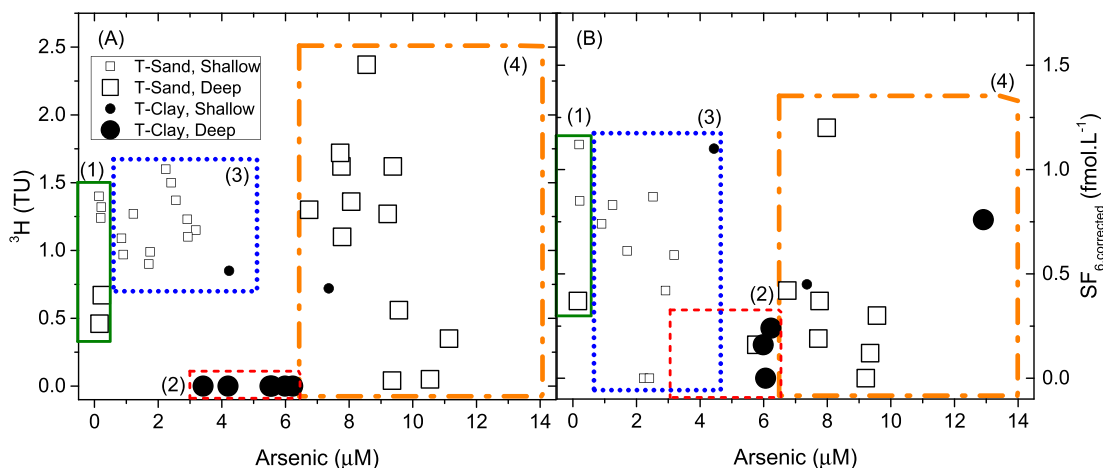 (A)
(B)
T-Sand, Shallow
T-Sand, Deep
T-Clay, Shallow
T-Clay, Deep
(1)
(2)
(3)
(4)
(1)
(2)
(3)
(4)
³H (TU)
2.5
2.0
1.5
1.0
0.5
0.0
0 2 4 6 8 10 12 14
Arsenic (μM)
0 2 4 6 8 10 12 14
Arsenic (μM)
1.5
1.0
0.5
0.0
SF6,corrected (fmol.L⁻¹)